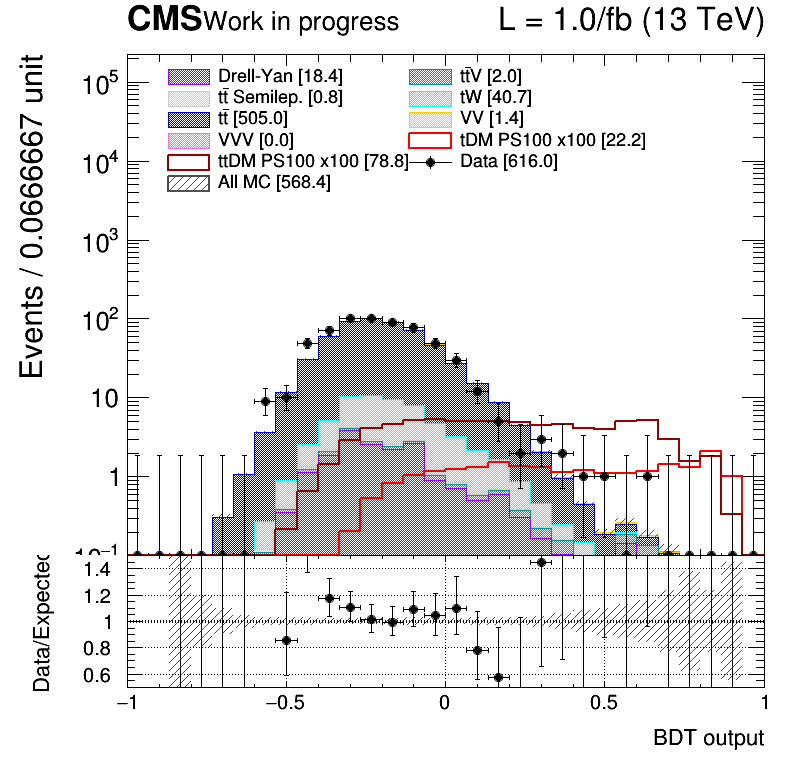 CMS Work in progress L = 1.0/fb (13 TeV)
Events / 0.0666667 unit
10⁵
10⁴
10³
10²
10
1
10⁻¹
Drell-Yan [18.4]
tt̄ Semilep. [0.8]
tt̄ [505.0]
VVV [0.0]
ttDM PS100 x100 [78.8]
All MC [568.4]
tt̄V [2.0]
tW [40.7]
VV [1.4]
tDM PS100 x100 [22.2]
Data [616.0]
Data/Expected
1.4
1.2
1
0.8
0.6
−1 −0.5 0 0.5 1
BDT output